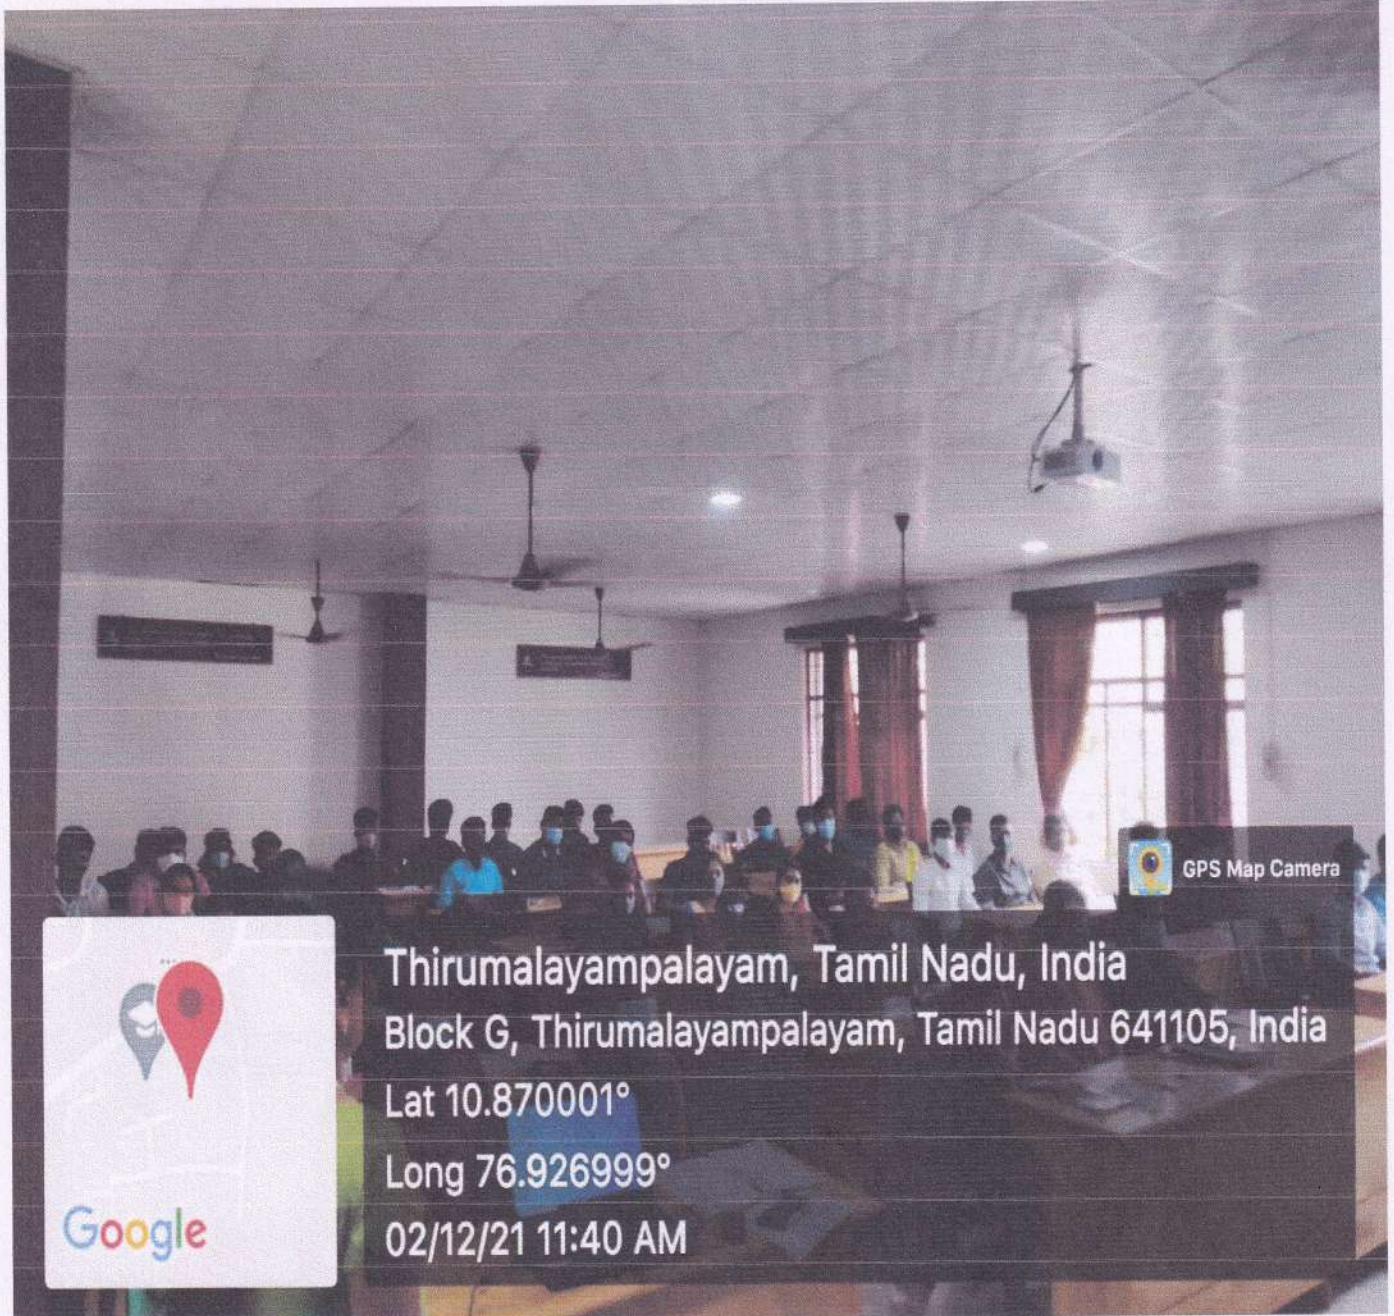 GPS Map Camera
Thirumalayampalayam, Tamil Nadu, India
Block G, Thirumalayampalayam, Tamil Nadu 641105, India
Lat 10.870001°
Long 76.926999°
02/12/21 11:40 AM
Google